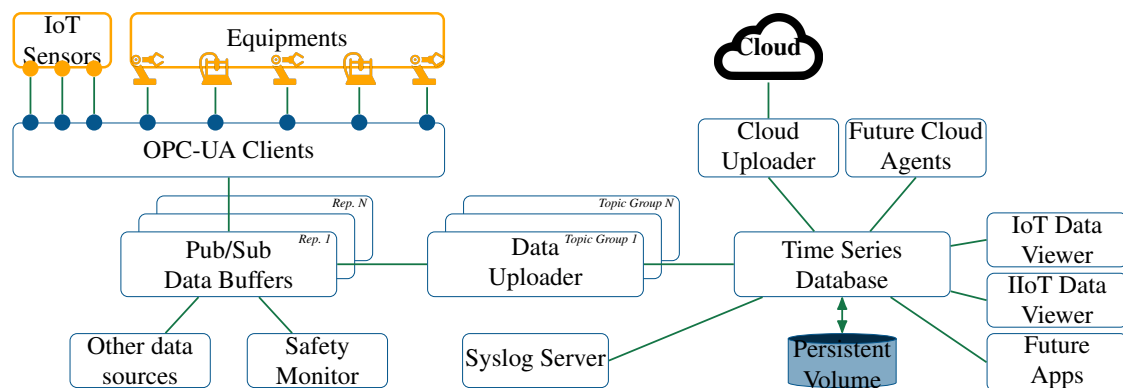 IoT
Sensors
Equipments
Cloud
OPC-UA Clients
Cloud
Uploader
Future Cloud
Agents
Rep. N
Rep. 1
Pub/Sub
Data Buffers
Topic Group N
Topic Group 1
Data
Uploader
Time Series
Database
IoT Data
Viewer
IIoT Data
Viewer
Future
Apps
Other data
sources
Safety
Monitor
Syslog Server
Persistent
Volume